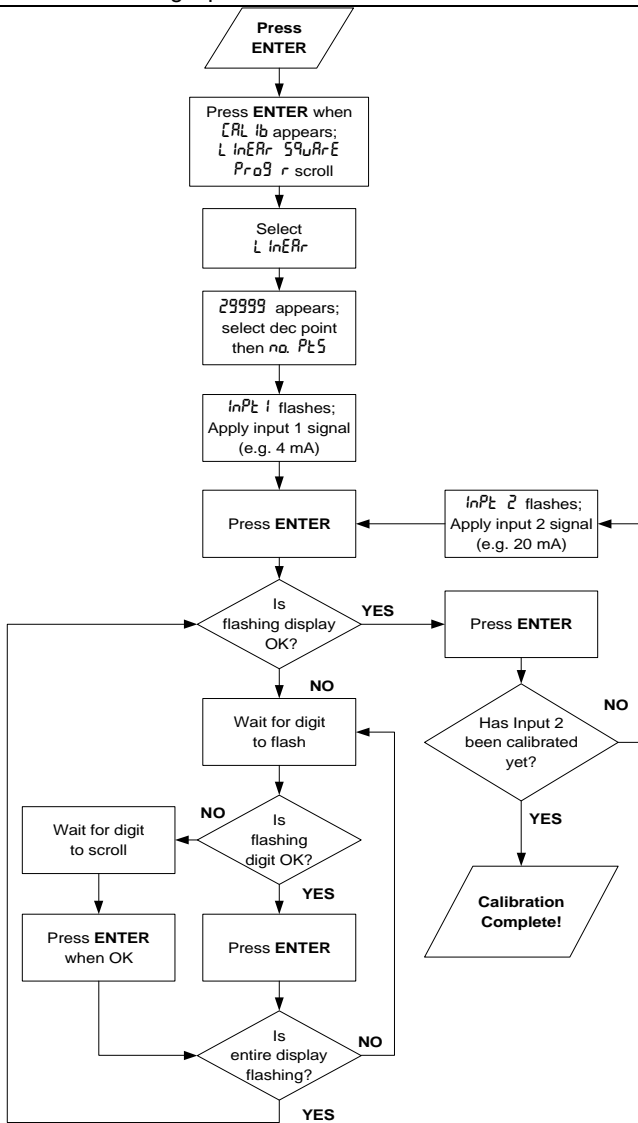 Press
ENTER
Press ENTER when
CAL ib appears;
LinEAr SquArE
Prog r scroll
Select
LinEAr
29999 appears;
select dec point
then no. PtS
InPt 1 flashes;
Apply input 1 signal
(e.g. 4 mA)
Press ENTER
InPt 2 flashes;
Apply input 2 signal
(e.g. 20 mA)
Is
flashing display
OK?
YES
Press ENTER
NO
Wait for digit
to flash
Has Input 2
been calibrated
yet?
NO
Wait for digit
to scroll
NO
Is
flashing
digit OK?
YES
YES
Calibration
Complete!
Press ENTER
when OK
Press ENTER
Is
entire display
flashing?
NO
YES